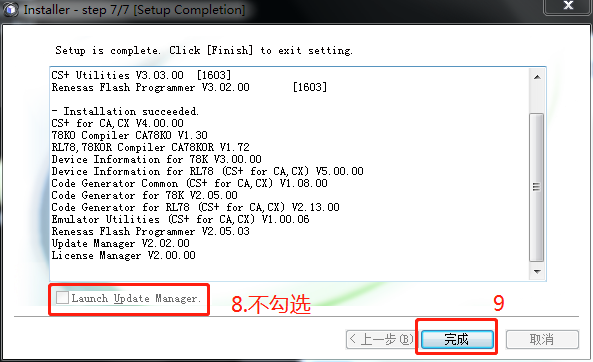 Installer - step 7/7 [Setup Completion]
Setup is complete. Click [Finish] to exit setting.
CS+ Utilities V3.03.00 [1603]
Renesas Flash Programmer V3.02.00 [1603]
- Installation succeeded.
CS+ for CA,CX V4.00.00
78K0 Compiler CA78K0 V1.30
RL78,78K0R Compiler CA78K0R V1.72
Device Information for 78K V3.00.00
Device Information for RL78 (CS+ for CA,CX) V5.00.00
Code Generator Common (CS+ for CA,CX) V1.08.00
Code Generator for 78K V2.05.00
Code Generator for RL78 (CS+ for CA,CX) V2.13.00
Emulator Utilities (CS+ for CA,CX) V1.00.06
Renesas Flash Programmer V2.05.03
Update Manager V2.02.00
License Manager V2.00.00
Launch Update Manager.
8.不勾选
9
< 上一步(B)
完成
取消